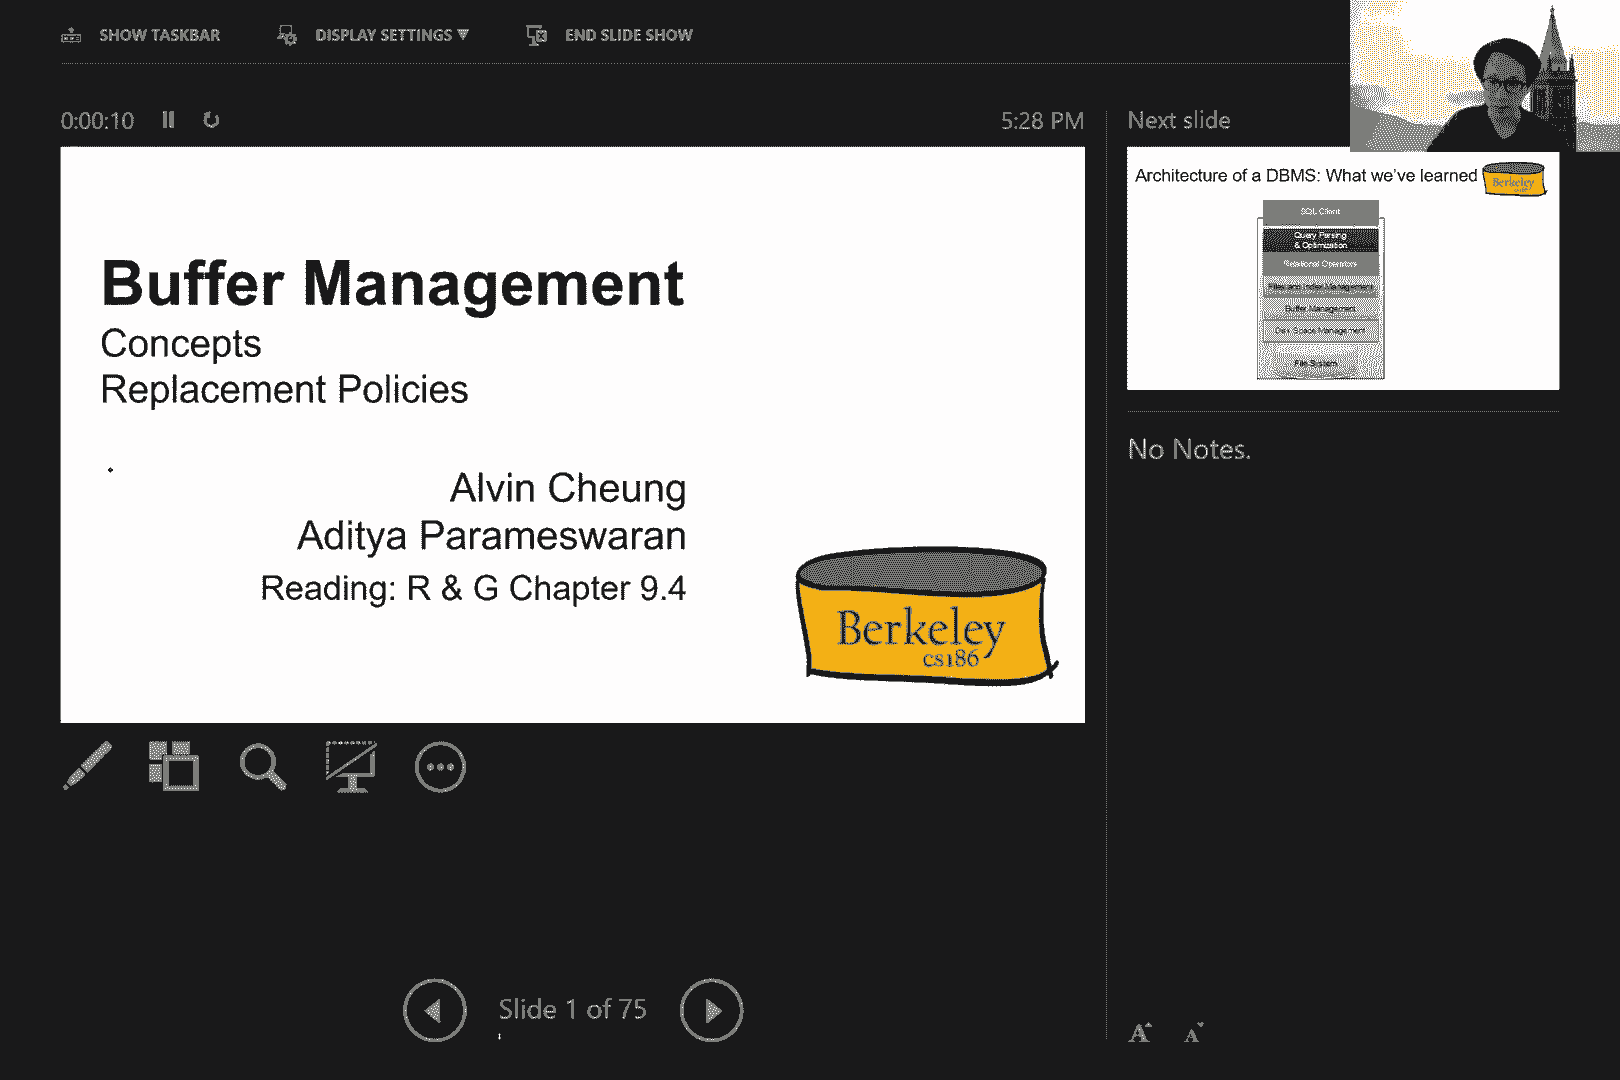 SHOW TASKBAR
DISPLAY SETTINGS ▼
END SLIDE SHOW
0:00:10
5:28 PM
Next slide
Buffer Management
Concepts
Replacement Policies
Alvin Cheung
Aditya Parameswaran
Reading: R & G Chapter 9.4
Berkeley
cs186
Architecture of a DBMS: What we've learned
Berkeley
SQL Client
Query Parsing
& Optimization
Relational Operators
Files and Index Management
Buffer Management
Disk Space Management
File System
No Notes.
Slide 1 of 75
A
A